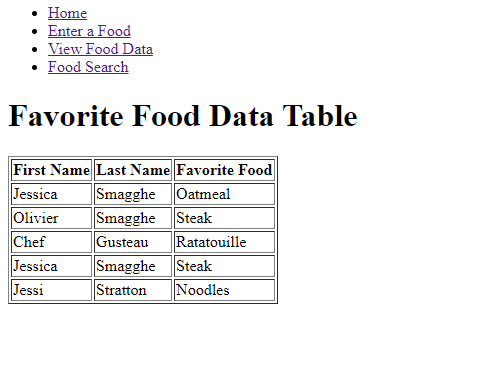 Home
Enter a Food
View Food Data
Food Search
Favorite Food Data Table
First Name Last Name Favorite Food
Jessica Smagghe Oatmeal
Olivier Smagghe Steak
Chef Gusteau Ratatouille
Jessica Smagghe Steak
Jessi Stratton Noodles